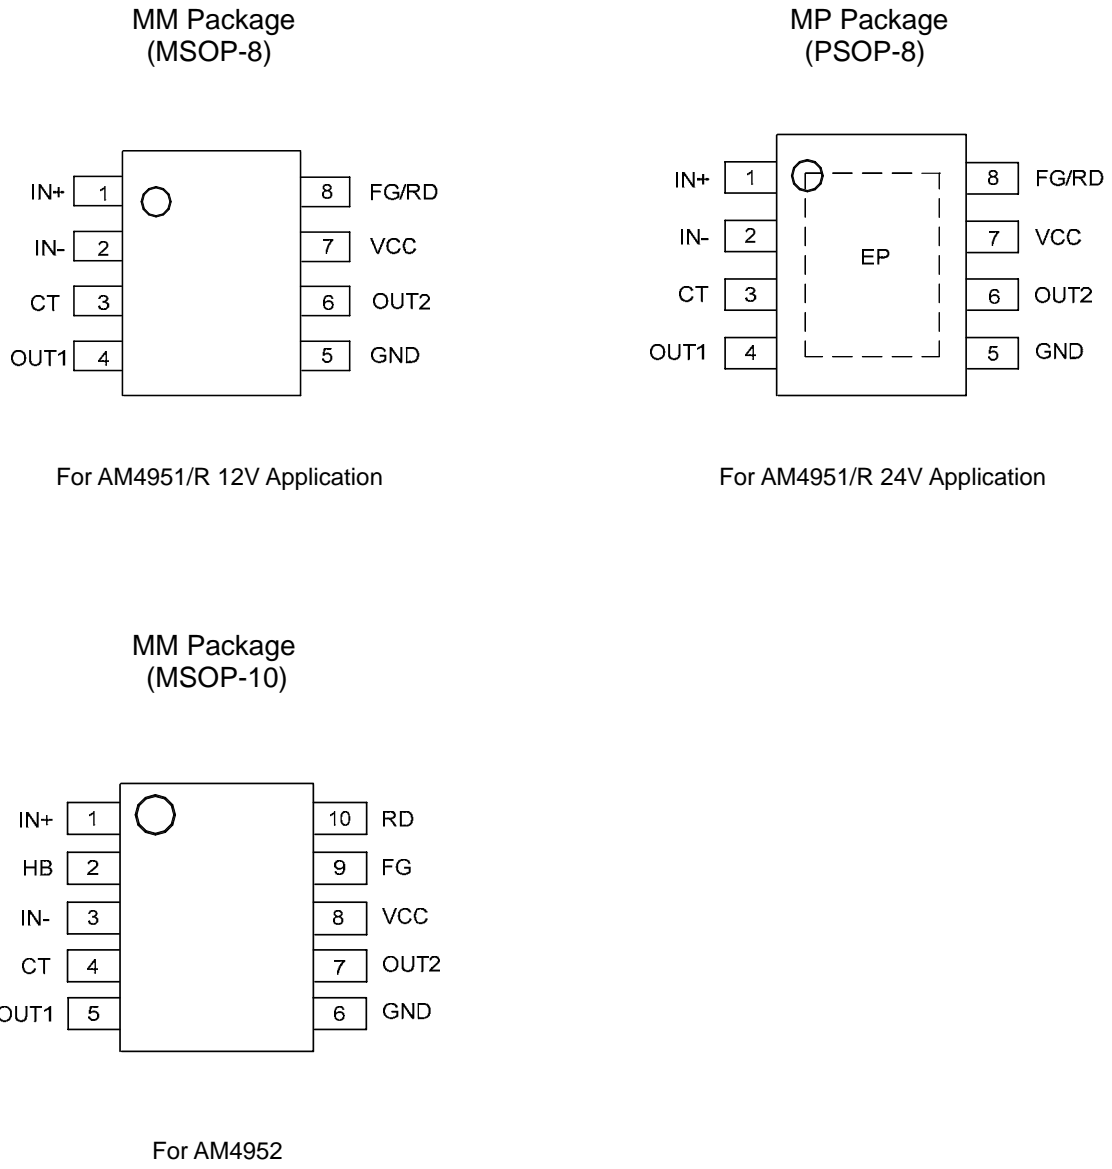 MM Package
(MSOP-8)
IN+ 1 8 FG/RD
IN- 2 7 VCC
CT 3 6 OUT2
OUT1 4 5 GND
For AM4951/R 12V Application
MP Package
(PSOP-8)
IN+ 1 8 FG/RD
IN- 2 7 VCC
EP
CT 3 6 OUT2
OUT1 4 5 GND
For AM4951/R 24V Application
MM Package
(MSOP-10)
IN+ 1 10 RD
HB 2 9 FG
IN- 3 8 VCC
CT 4 7 OUT2
OUT1 5 6 GND
For AM4952